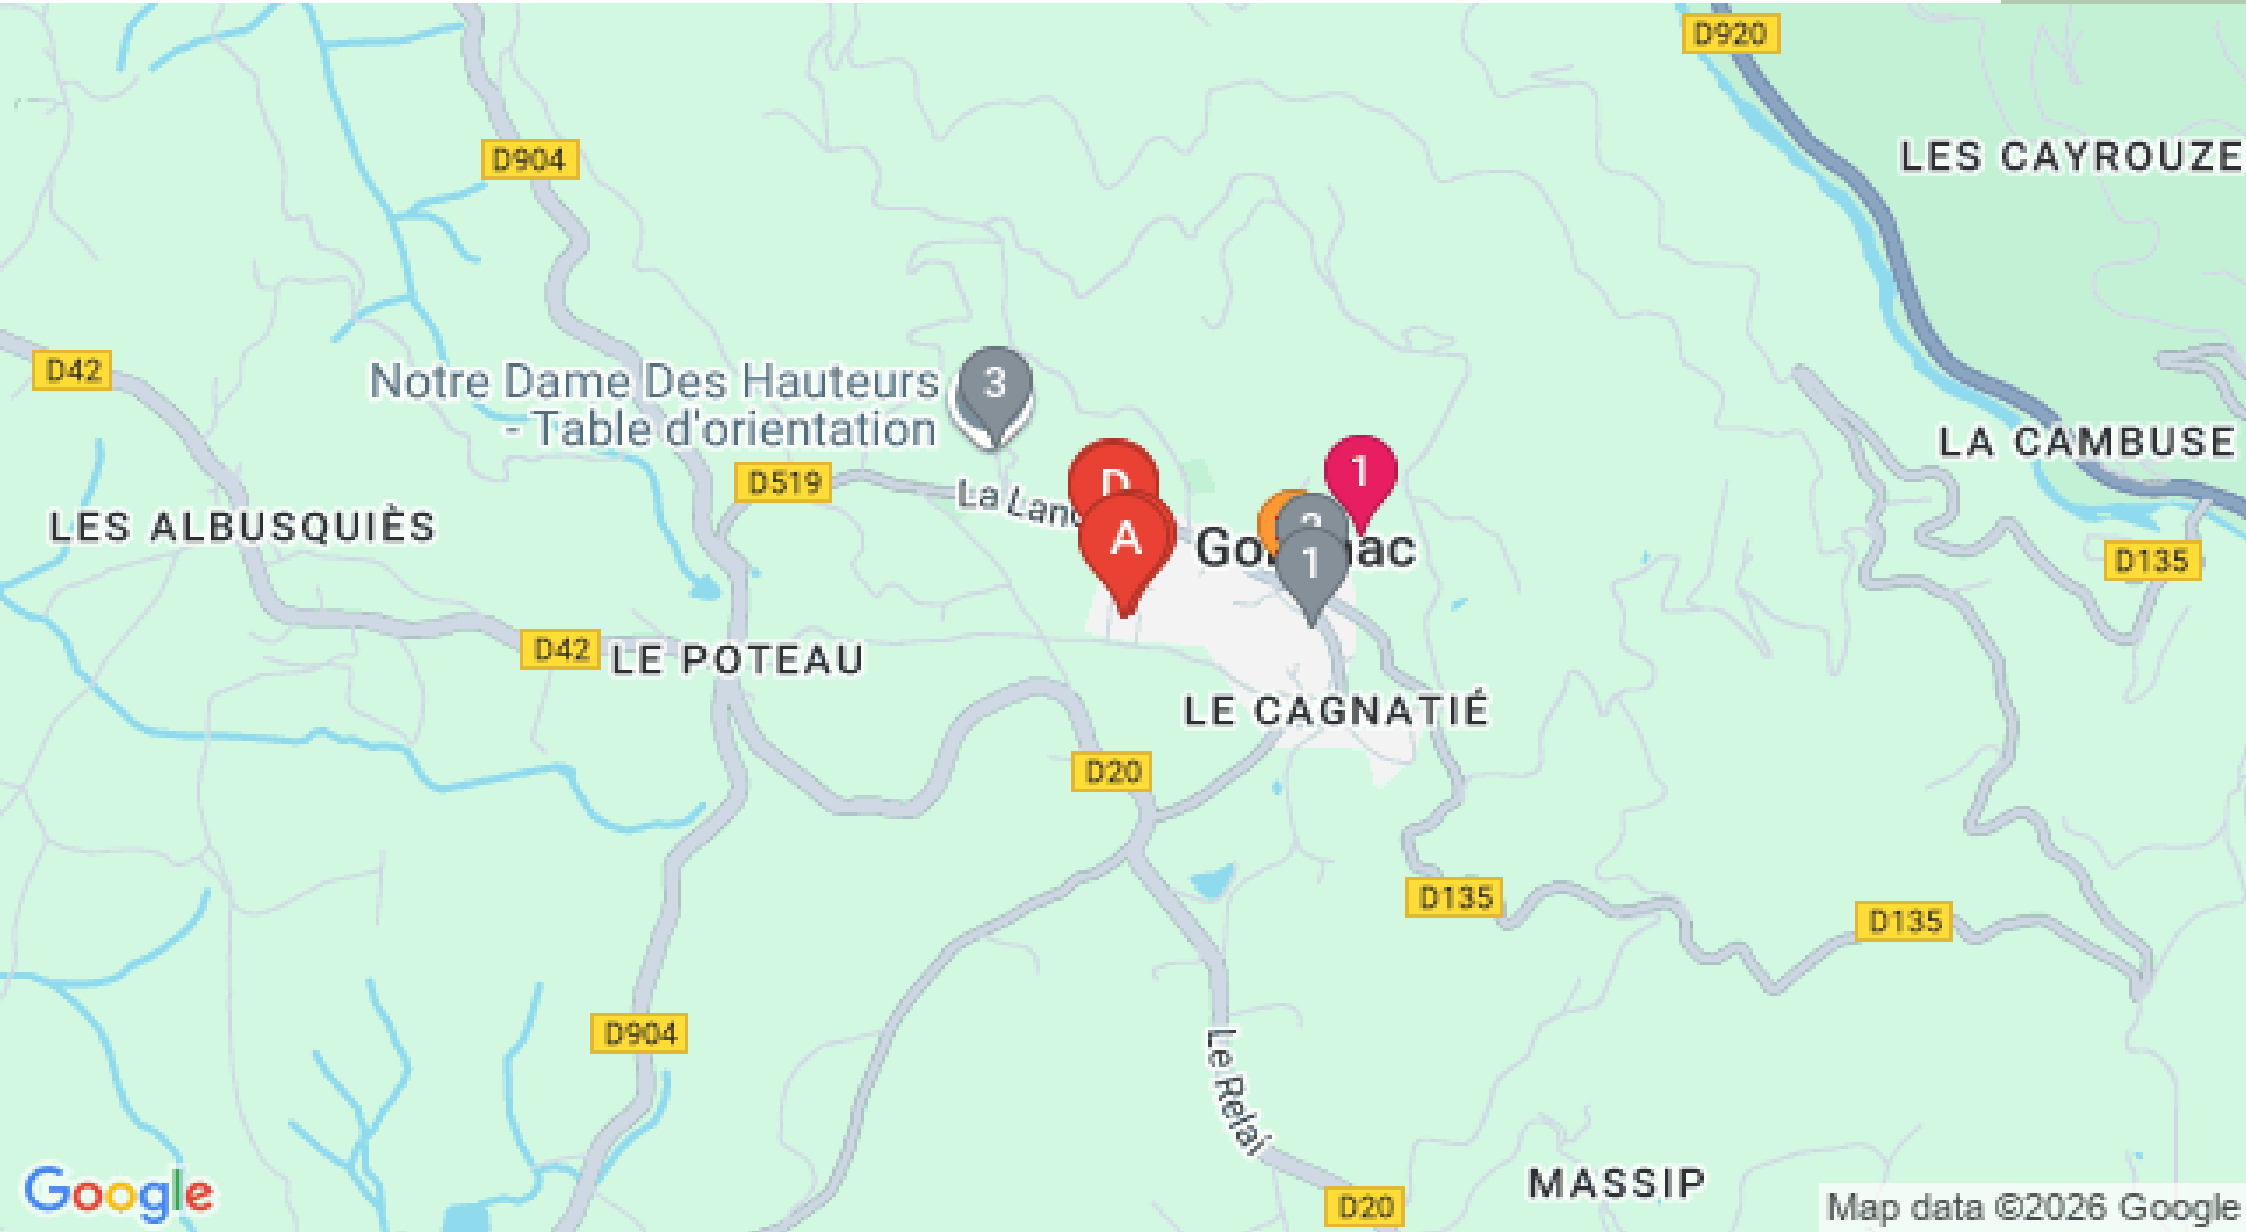 D920
D904
LES CAYROUZE
D42
Notre Dame Des Hauteurs
- Table d'orientation
3
D519
La Lan
D
A
1
1
LA CAMBUSE
D135
LES ALBUSQUIÈS
D42
LE POTEAU
LE CAGNATIÉ
D20
D135
D135
D904
Le Relai
MASSIP
D20
Google
Map data ©2026 Google